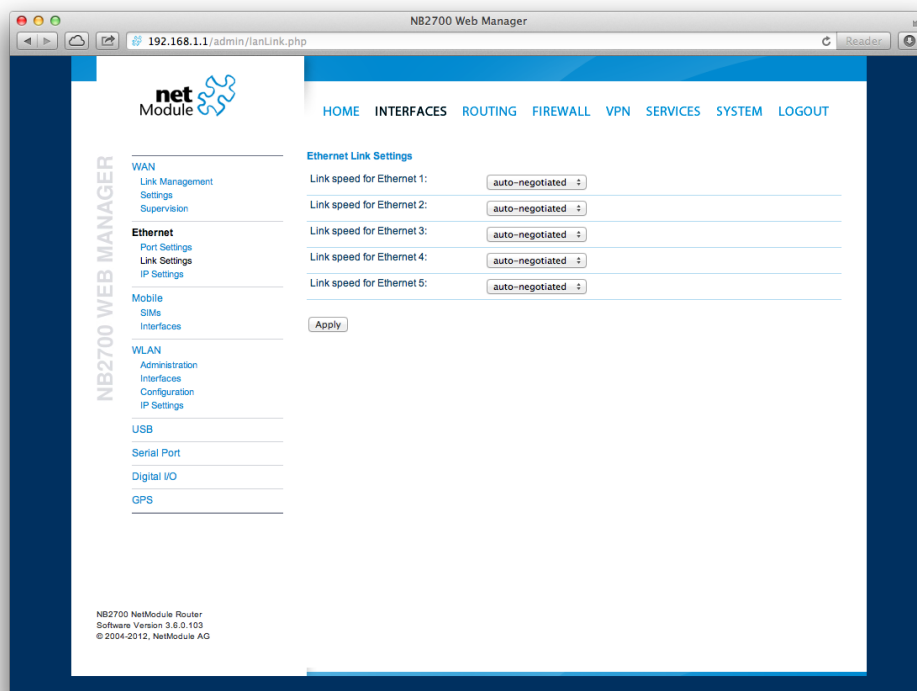 NB2700 Web Manager
192.168.1.1/admin/lanLink.php
Reader
net
Module
HOME INTERFACES ROUTING FIREWALL VPN SERVICES SYSTEM LOGOUT
NB2700 WEB MANAGER
WAN
Link Management
Settings
Supervision
Ethernet
Port Settings
Link Settings
IP Settings
Mobile
SIMs
Interfaces
WLAN
Administration
Interfaces
Configuration
IP Settings
USB
Serial Port
Digital I/O
GPS
Ethernet Link Settings
Link speed for Ethernet 1: auto-negotiated
Link speed for Ethernet 2: auto-negotiated
Link speed for Ethernet 3: auto-negotiated
Link speed for Ethernet 4: auto-negotiated
Link speed for Ethernet 5: auto-negotiated
Apply
NB2700 NetModule Router
Software Version 3.6.0.103
© 2004-2012, NetModule AG